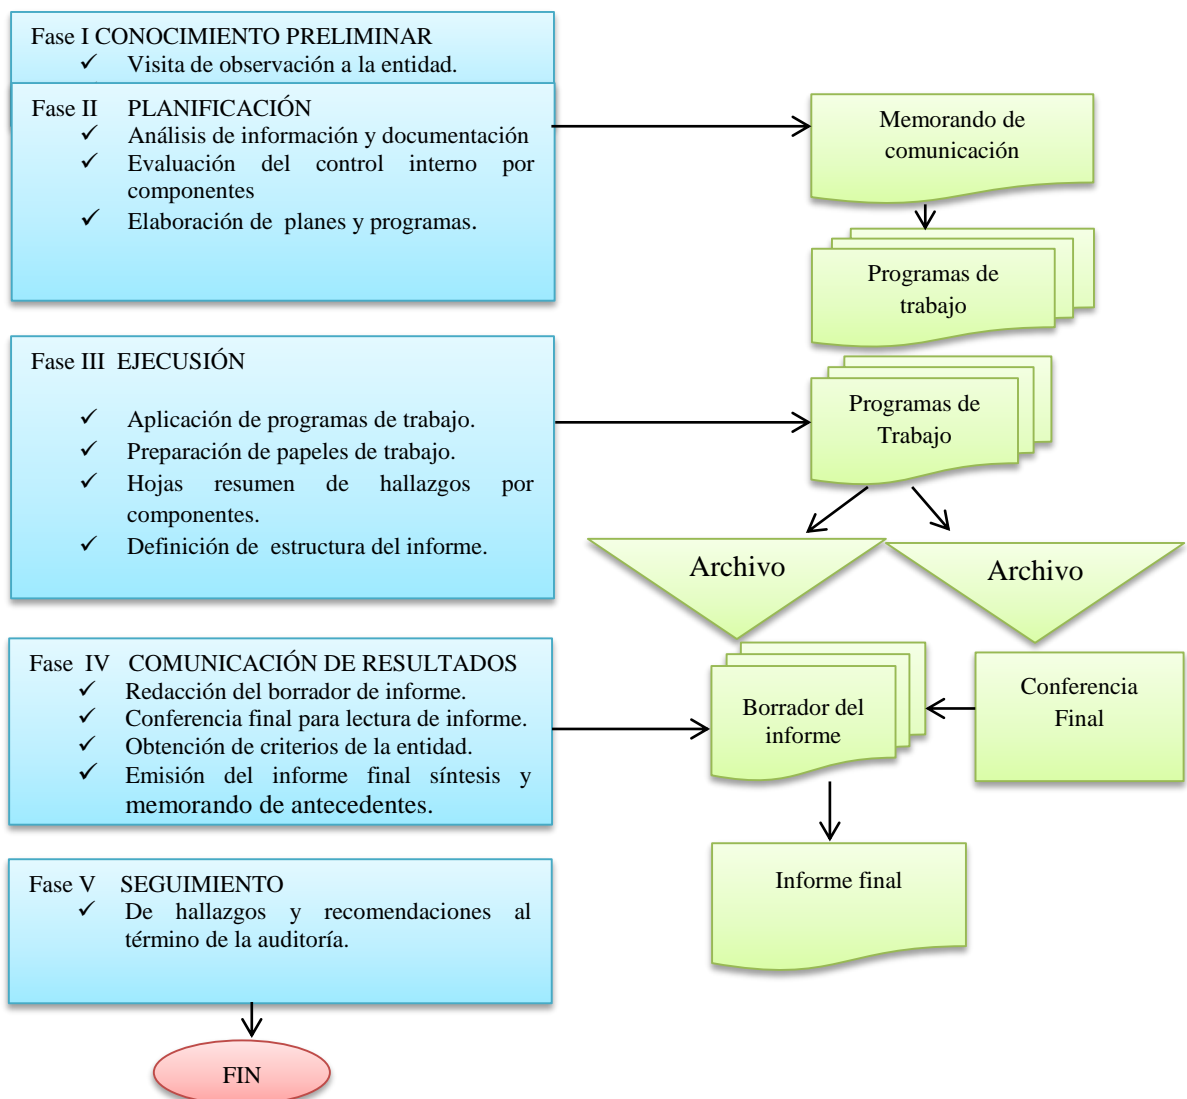 Fase I CONOCIMIENTO PRELIMINAR
✓ Visita de observación a la entidad.
Fase II PLANIFICACIÓN
✓ Análisis de información y documentación
✓ Evaluación del control interno por
componentes
✓ Elaboración de planes y programas.
Memorando de
comunicación
Programas de
trabajo
Fase III EJECUSIÓN
✓ Aplicación de programas de trabajo.
✓ Preparación de papeles de trabajo.
✓ Hojas resumen de hallazgos por
componentes.
✓ Definición de estructura del informe.
Programas de
Trabajo
Archivo
Archivo
Fase IV COMUNICACIÓN DE RESULTADOS
✓ Redacción del borrador de informe.
✓ Conferencia final para lectura de informe.
✓ Obtención de criterios de la entidad.
✓ Emisión del informe final síntesis y
memorando de antecedentes.
Borrador del
informe
Conferencia
Final
Fase V SEGUIMIENTO
✓ De hallazgos y recomendaciones al
término de la auditoría.
Informe final
FIN